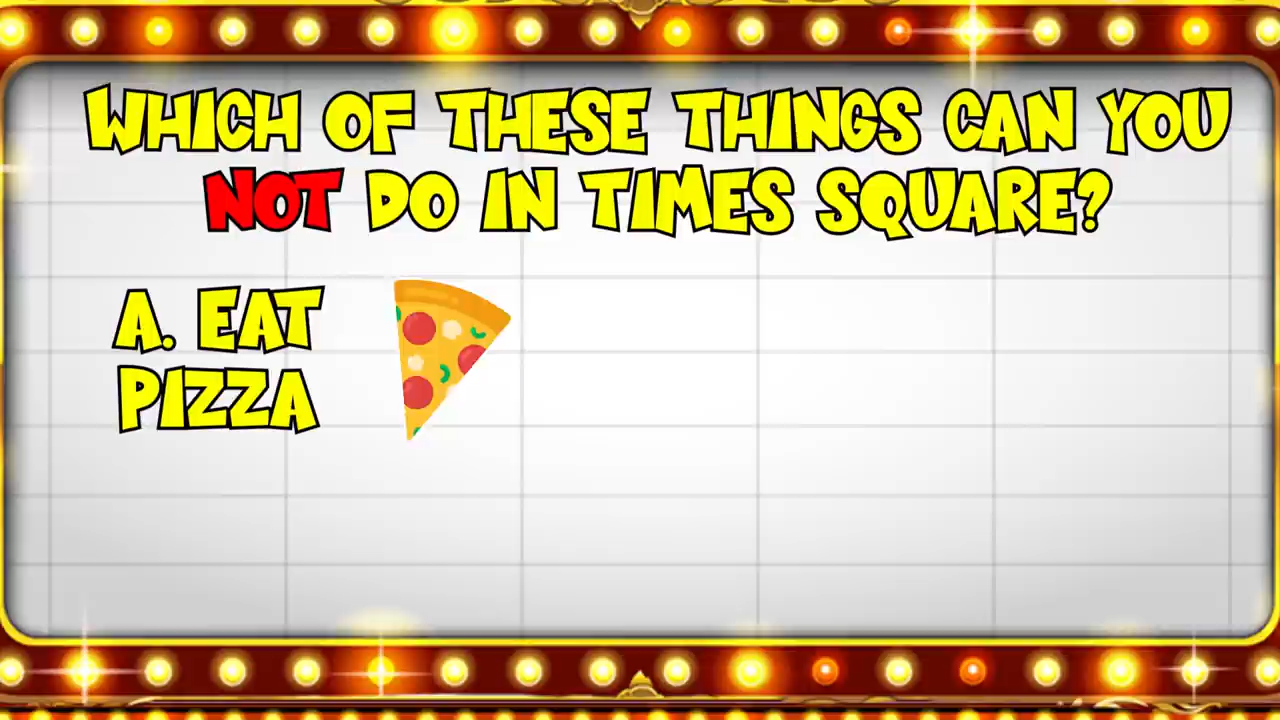 WHICH OF THESE THINGS CAN YOU
NOT DO IN TIMES SQUARE?
A. EAT
PIZZA